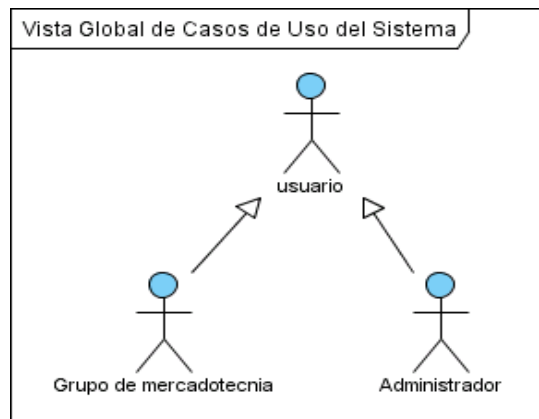 Vista Global de Casos de Uso del Sistema
usuario
Grupo de mercadotecnia
Administrador